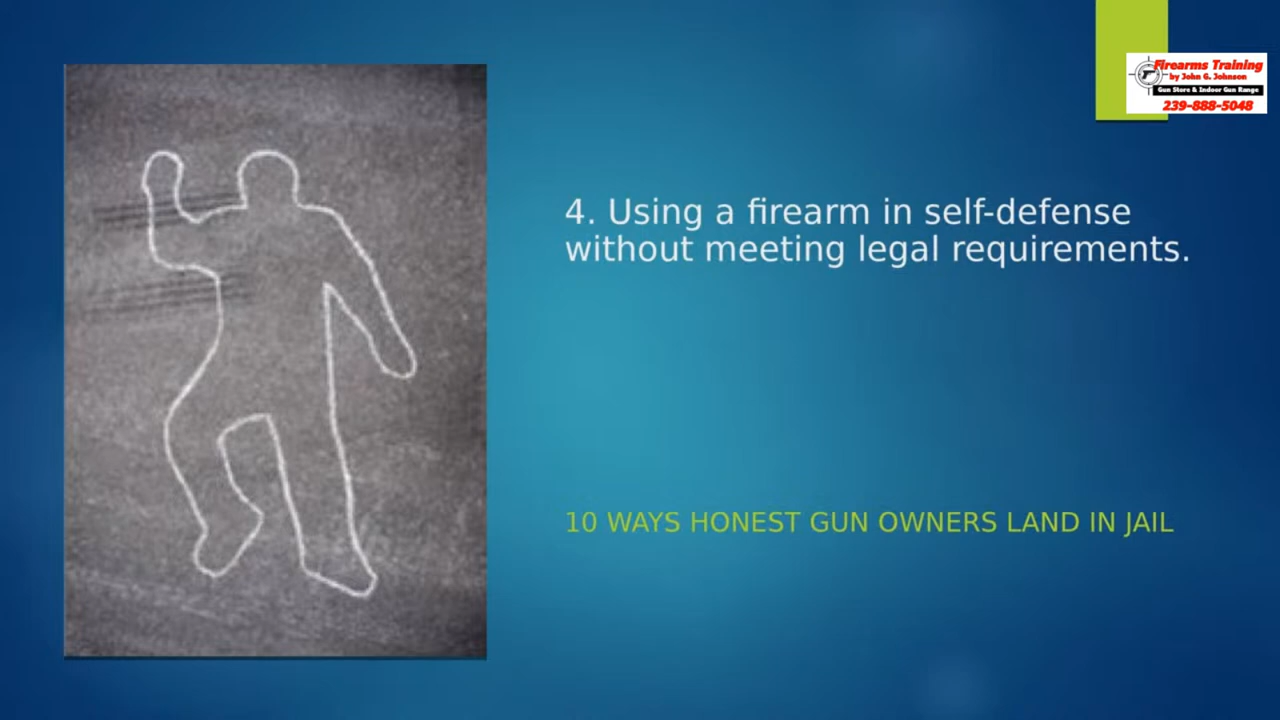 Firearms Training
by John G. Johnson
Gun Store & Indoor Gun Range
239-888-5048
4. Using a firearm in self-defense
without meeting legal requirements.
10 WAYS HONEST GUN OWNERS LAND IN JAIL